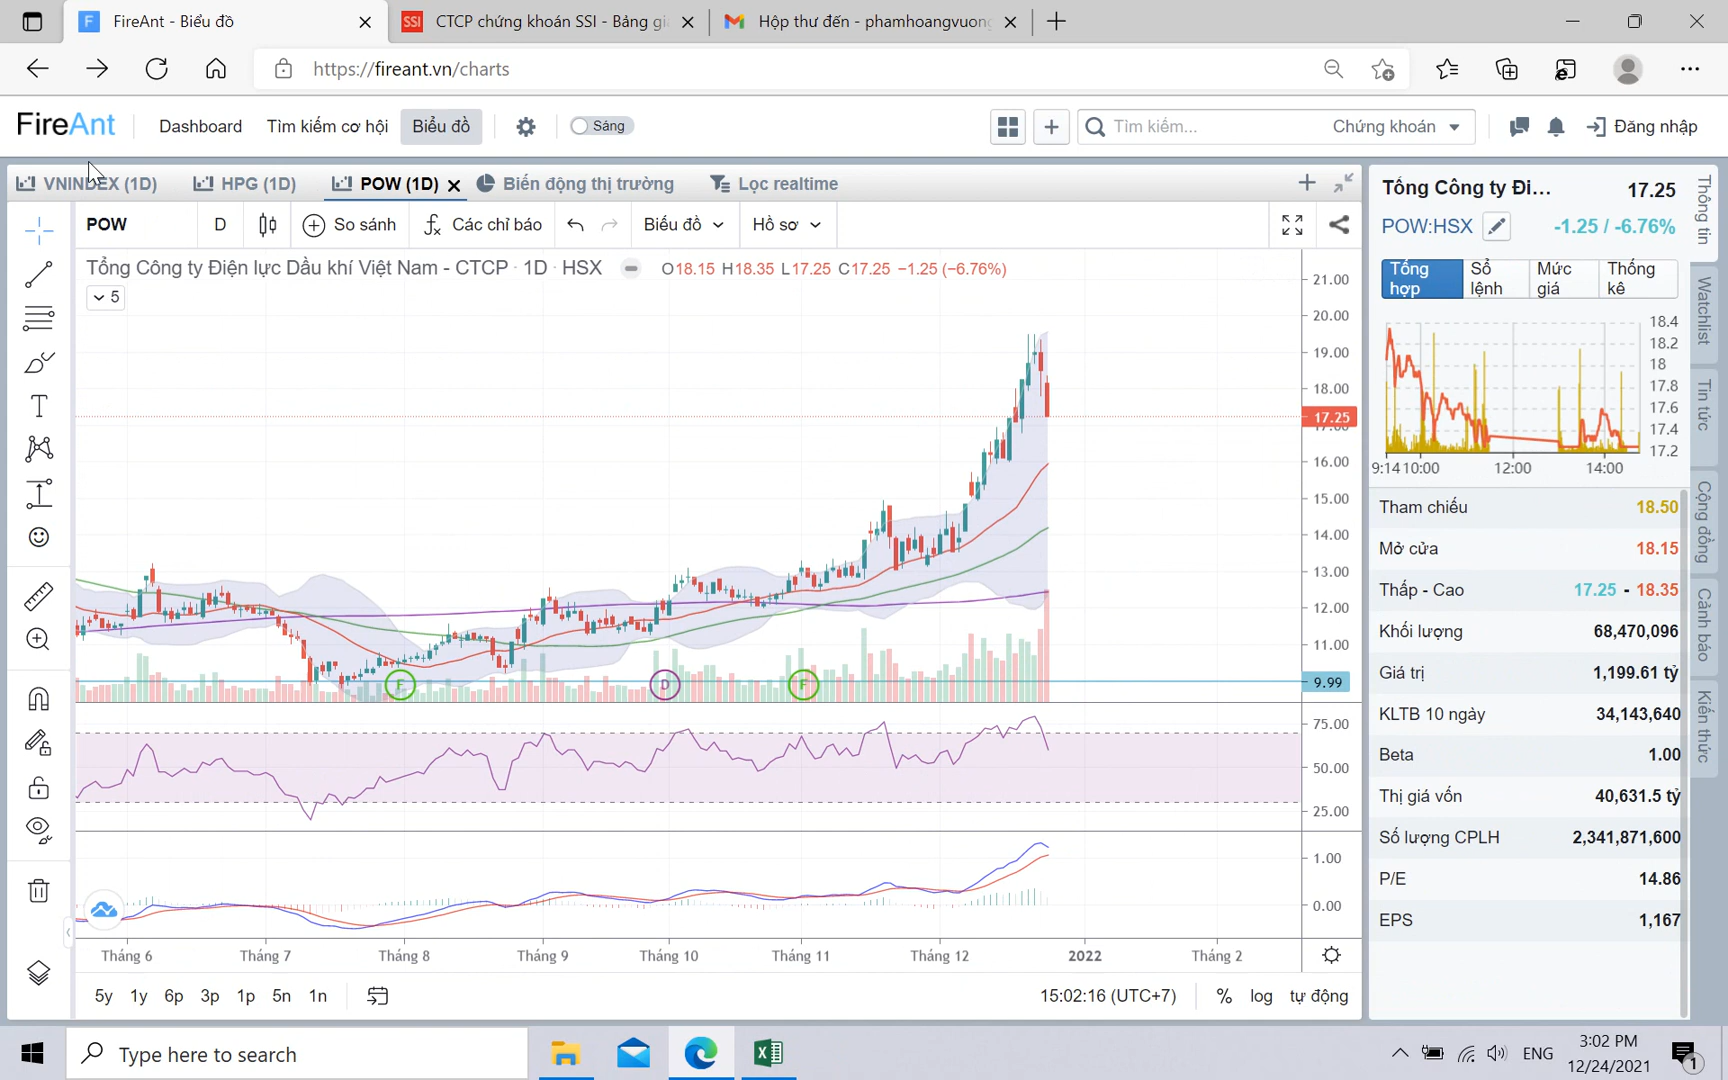 FireAnt - Biểu đồ
CTCP chứng khoán SSI - Bảng gi
Hộp thư đến - phamhoangvuong
https://fireant.vn/charts
FireAnt
Dashboard
Tìm kiếm cơ hội
Biểu đồ
Sáng
Tìm kiếm...
Chứng khoán
Đăng nhập
VNINDEX (1D)
HPG (1D)
POW (1D)
Biến động thị trường
Lọc realtime
POW
D
So sánh
Các chỉ báo
Biểu đồ
Hồ sơ
Tổng Công ty Điện lực Dầu khí Việt Nam - CTCP · 1D · HSX
O18.15 H18.35 L17.25 C17.25 −1.25 (−6.76%)
5
21.00
20.00
19.00
18.00
17.25
17.00
16.00
15.00
14.00
13.00
12.00
11.00
9.99
F
D
F
75.00
50.00
25.00
1.00
0.00
Tháng 6
Tháng 7
Tháng 8
Tháng 9
Tháng 10
Tháng 11
Tháng 12
2022
Tháng 2
5y 1y 6p 3p 1p 5n 1n
15:02:16 (UTC+7)
% log tự động
Tổng Công ty Đi...
17.25
POW:HSX
-1.25 / -6.76%
Tổng hợp
Sổ lệnh
Mức giá
Thống kê
18.4
18.2
18
17.8
17.6
17.4
17.2
9:14 10:00 12:00 14:00
Tham chiếu 18.50
Mở cửa 18.15
Thấp - Cao 17.25 - 18.35
Khối lượng 68,470,096
Giá trị 1,199.61 tỷ
KLTB 10 ngày 34,143,640
Beta 1.00
Thị giá vốn 40,631.5 tỷ
Số lượng CPLH 2,341,871,600
P/E 14.86
EPS 1,167
Thông tin
Watchlist
Tin tức
Cộng đồng
Cảnh báo
Kiến thức
Type here to search
ENG
3:02 PM
12/24/2021
1